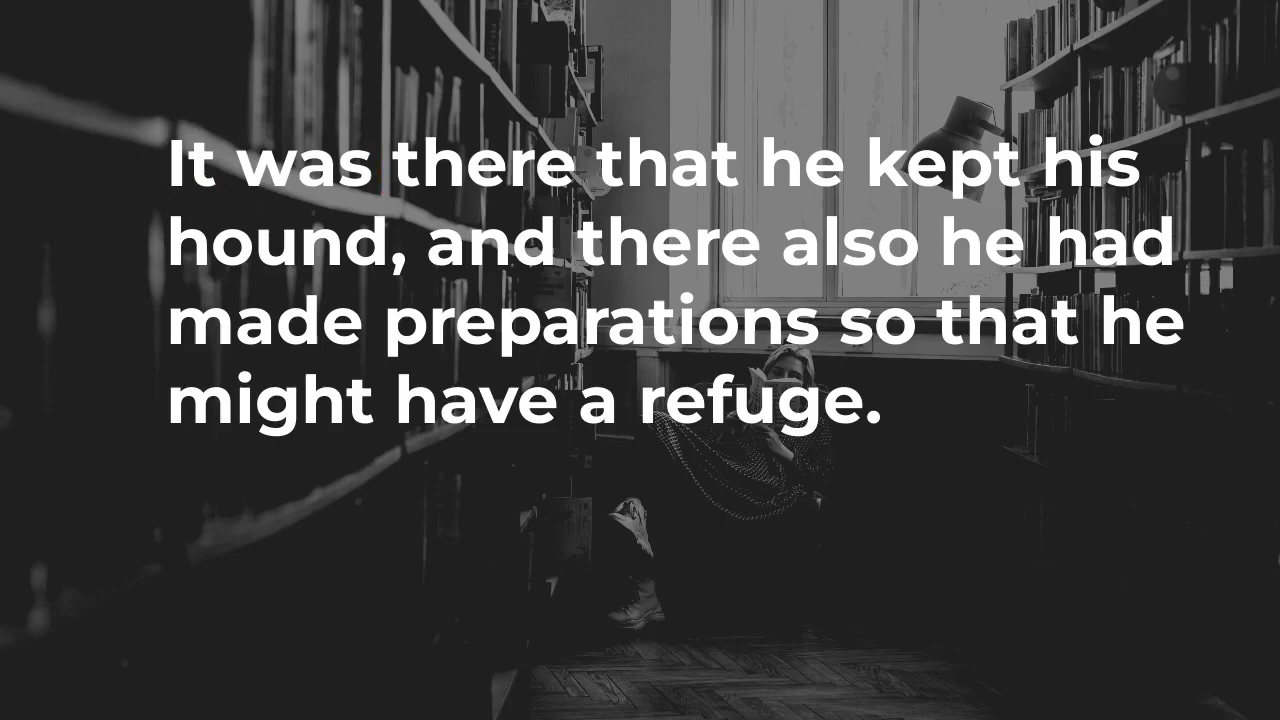 It was there that he kept his
hound, and there also he had
made preparations so that he
might have a refuge.